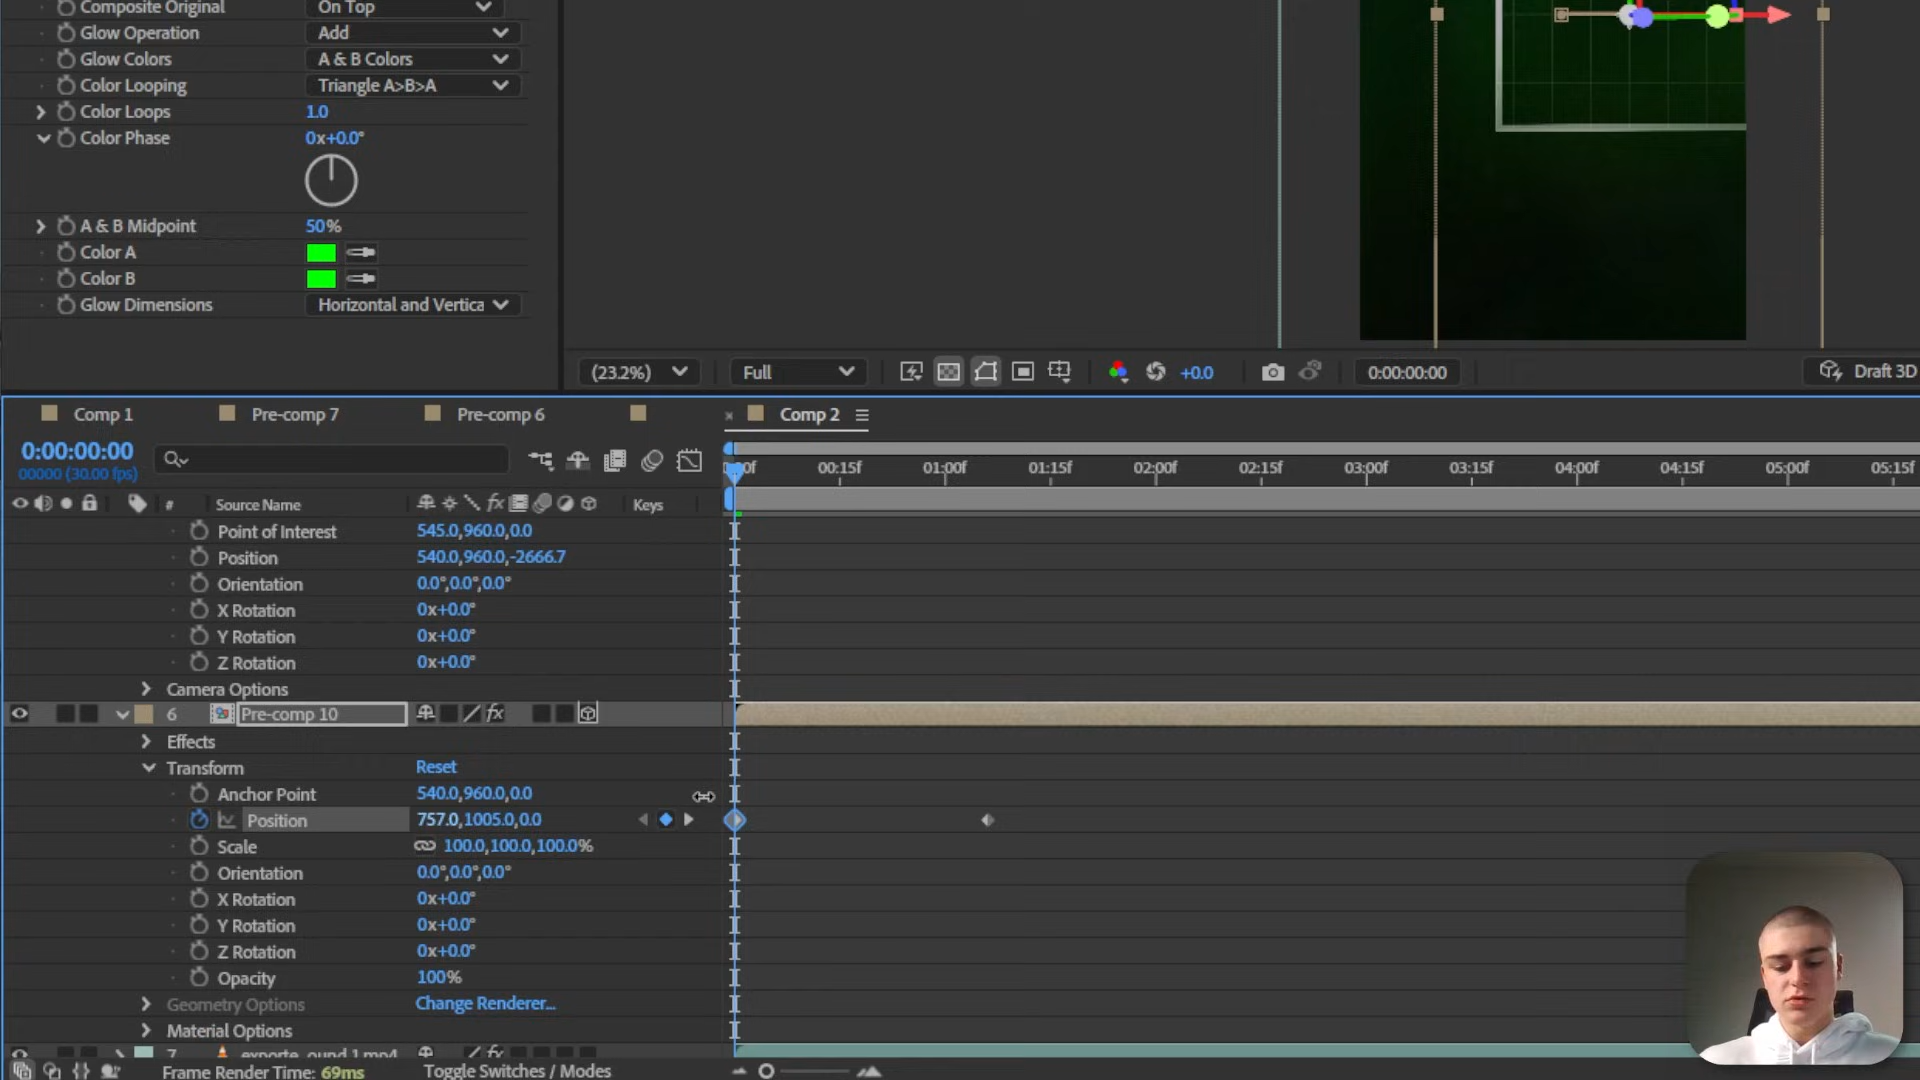 Composite Original On Top
Glow Operation Add
Glow Colors A & B Colors
Color Looping Triangle A>B>A
Color Loops 1.0
Color Phase 0x+0.0°
A & B Midpoint 50%
Color A
Color B
Glow Dimensions Horizontal and Vertica
(23.2%) Full +0.0 0:00:00:00 Draft 3D
Comp 1 Pre-comp 7 Pre-comp 6 × Comp 2
0:00:00:00
00000 (30.00 fps)
00:15f 01:00f 01:15f 02:00f 02:15f 03:00f 03:15f 04:00f 04:15f 05:00f 05:15f
# Source Name fx Keys
Point of Interest 545.0,960.0,0.0
Position 540.0,960.0,-2666.7
Orientation 0.0°,0.0°,0.0°
X Rotation 0x+0.0°
Y Rotation 0x+0.0°
Z Rotation 0x+0.0°
Camera Options
6 Pre-comp 10 fx
Effects
Transform Reset
Anchor Point 540.0,960.0,0.0
Position 757.0,1005.0,0.0
Scale 100.0,100.0,100.0%
Orientation 0.0°,0.0°,0.0°
X Rotation 0x+0.0°
Y Rotation 0x+0.0°
Z Rotation 0x+0.0°
Opacity 100%
Geometry Options Change Renderer...
Material Options
7 exporte_ound 1.mp4 fx
Frame Render Time: 69ms Toggle Switches / Modes